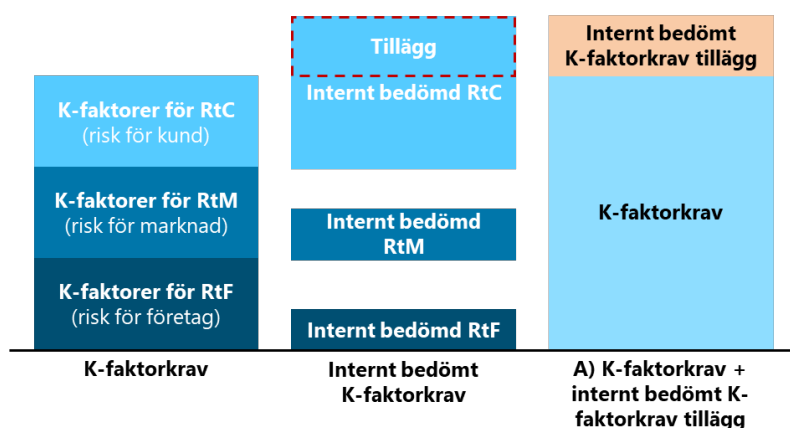 K-faktorer för RtC
(risk för kund)
K-faktorer för RtM
(risk för marknad)
K-faktorer för RtF
(risk för företag)
K-faktorkrav
Tillägg
Internt bedömd RtC
Internt bedömd
RtM
Internt bedömd RtF
Internt bedömt
K-faktorkrav
Internt bedömt
K-faktorkrav tillägg
K-faktorkrav
A) K-faktorkrav +
internt bedömt K-
faktorkrav tillägg